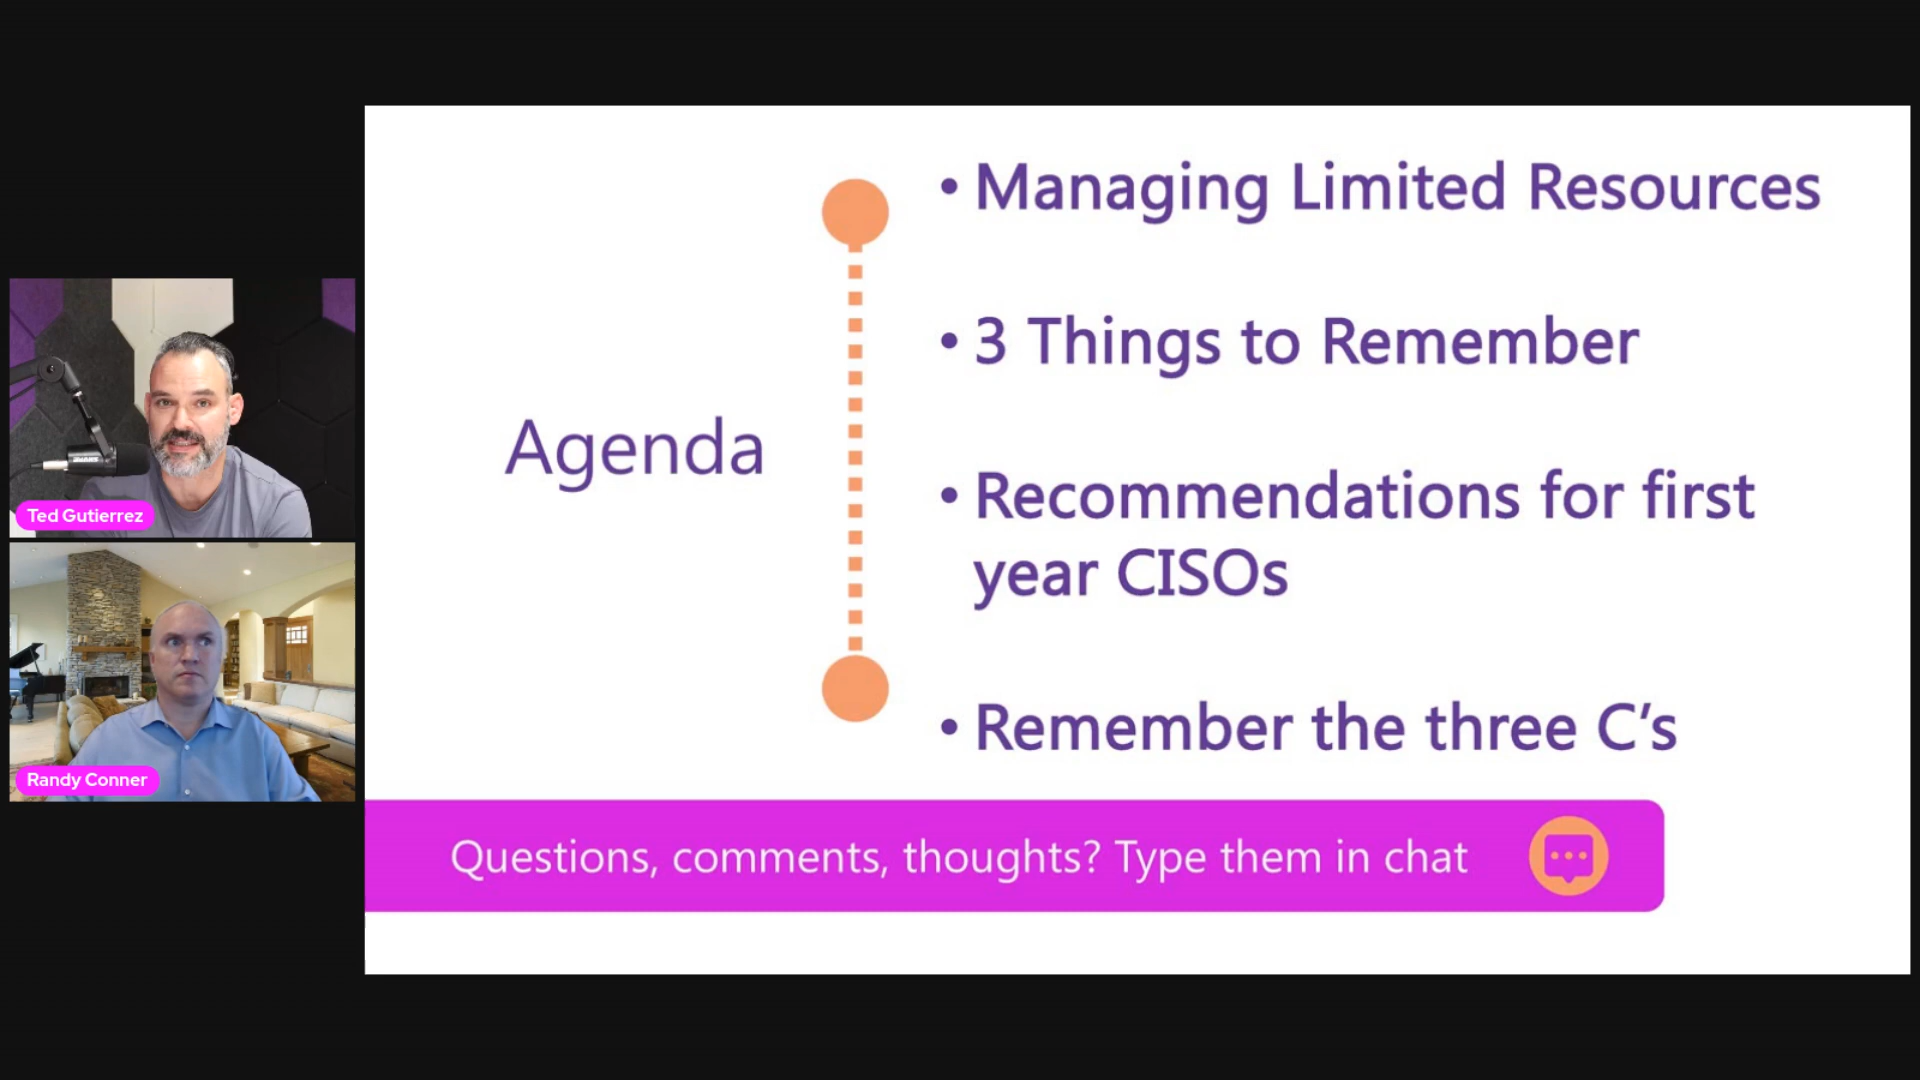 Agenda
• Managing Limited Resources
• 3 Things to Remember
• Recommendations for first
year CISOs
• Remember the three C’s
Questions, comments, thoughts? Type them in chat
Ted Gutierrez
Randy Conner